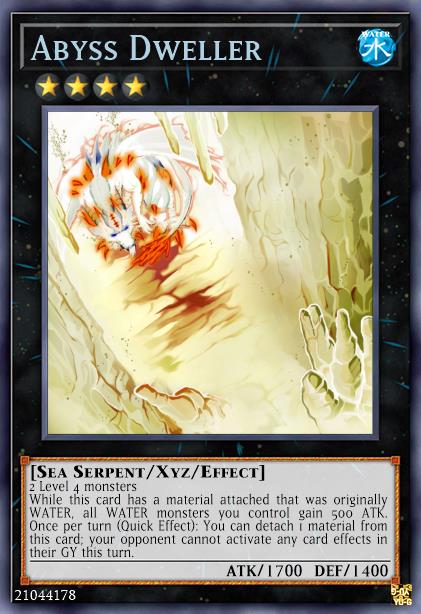 Abyss Dweller
WATER
水
[Sea Serpent/Xyz/Effect]
2 Level 4 monsters
While this card has a material attached that was originally
WATER, all WATER monsters you control gain 500 ATK.
Once per turn (Quick Effect): You can detach 1 material from
this card; your opponent cannot activate any card effects in
their GY this turn.
ATK/1700 DEF/1400
21044178